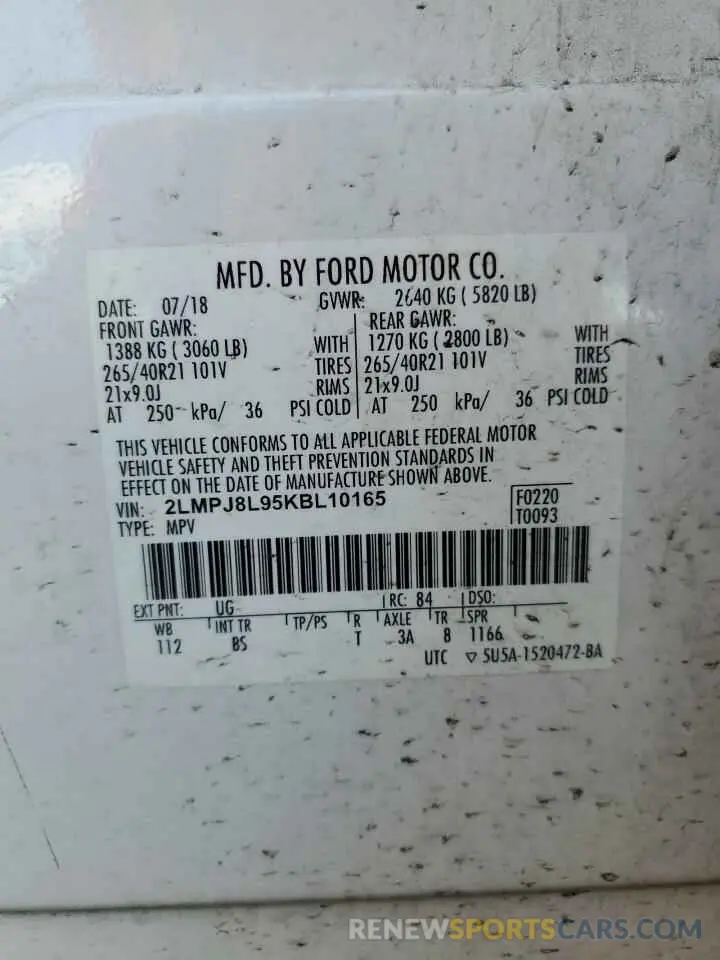 MFD. BY FORD MOTOR CO.
DATE: 07/18 GVWR: 2640 KG ( 5820 LB)
FRONT GAWR: REAR GAWR:
1388 KG ( 3060 LB) WITH 1270 KG ( 2800 LB) WITH
265/40R21 101V TIRES 265/40R21 101V TIRES
21x9.0J RIMS 21x9.0J RIMS
AT 250 kPa/ 36 PSI COLD AT 250 kPa/ 36 PSI COLD
THIS VEHICLE CONFORMS TO ALL APPLICABLE FEDERAL MOTOR
VEHICLE SAFETY AND THEFT PREVENTION STANDARDS IN
EFFECT ON THE DATE OF MANUFACTURE SHOWN ABOVE.
VIN: 2LMPJ8L95KBL10165 F0220
TYPE: MPV T0093
EXT PNT: UG RC: 84 DSO:
WB INT TR TP/PS R AXLE TR SPR
112 BS T 3A 8 1166
UTC ▽ 5U5A-1520472-BA
RENEWSPORTSCARS.COM